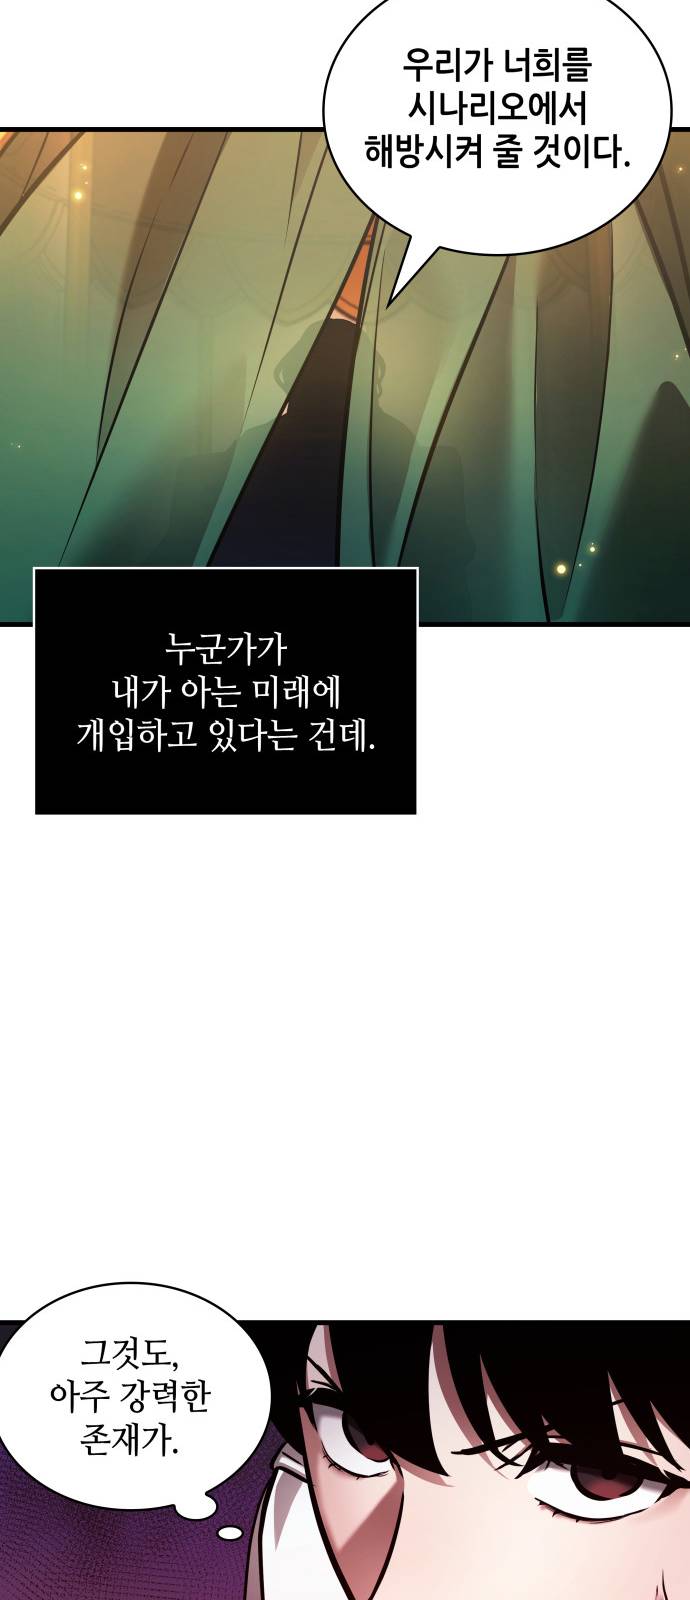 우리가 너희를
시나리오에서
해방시켜 줄 것이다.
누군가가
내가 아는 미래에
개입하고 있다는 건데.
그것도,
아주 강력한
존재가.